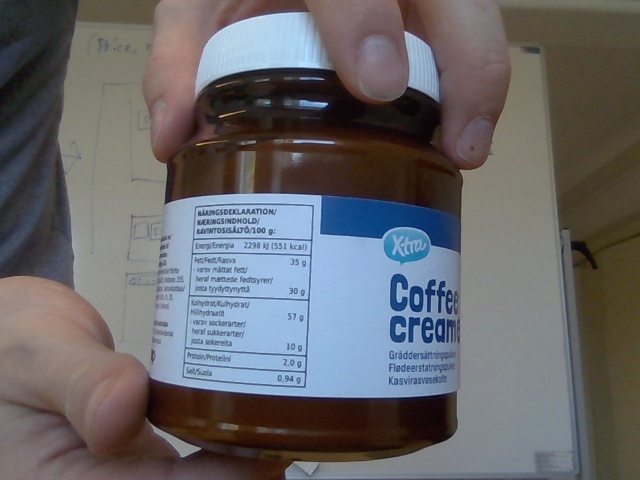 (Price,
NÄRINGSDEKLARATION/
NÆRINGSINDHOLD/
RAVINTOSISÄLTÖ/100 g:
Energi/Energia 2298 kJ (551 kcal)
Fett/Fedt/Rasva 35 g
- varav mättat fett/
heraf mættede fedtsyrer/
josta tyydyttynyttä 30 g
Kolhydrat/Kulhydrat/
Hiilihydraatit 57 g
- varav sockerarter/
heraf sukkerarter/
josta sokereita 10 g
Protein/Proteiini 2,0 g
Salt/Suola 0,94 g
X-tra
Coffee
cream
Gräddersättningspulver
Flødeerstatningspulver
Kasvirasvasekoite